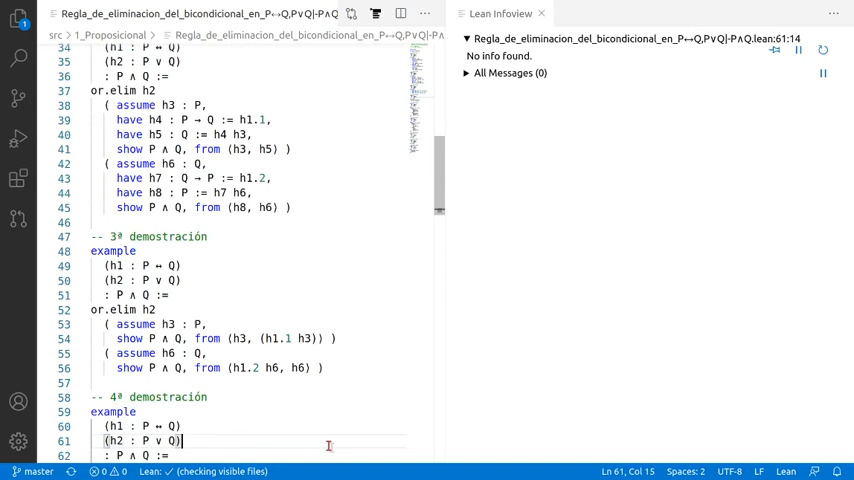 Regla_de_eliminacion_del_bicondicional_en_P↔Q,P∨Q|-P∧Q
src > 1_Proposicional > Regla_de_eliminacion_del_bicondicional_en_P↔Q,P∨Q|-P∧
34 (h1 : P ↔ Q)
35 (h2 : P ∨ Q)
36 : P ∧ Q :=
37 or.elim h2
38 ( assume h3 : P,
39 have h4 : P → Q := h1.1,
40 have h5 : Q := h4 h3,
41 show P ∧ Q, from ⟨h3, h5⟩ )
42 ( assume h6 : Q,
43 have h7 : Q → P := h1.2,
44 have h8 : P := h7 h6,
45 show P ∧ Q, from ⟨h8, h6⟩ )
46
47 -- 3ª demostración
48 example
49 (h1 : P ↔ Q)
50 (h2 : P ∨ Q)
51 : P ∧ Q :=
52 or.elim h2
53 ( assume h3 : P,
54 show P ∧ Q, from ⟨h3, (h1.1 h3)⟩ )
55 ( assume h6 : Q,
56 show P ∧ Q, from ⟨h1.2 h6, h6⟩ )
57
58 -- 4ª demostración
59 example
60 (h1 : P ↔ Q)
61 (h2 : P ∨ Q)
62 : P ∧ Q :=
Lean Infoview
Regla_de_eliminacion_del_bicondicional_en_P↔Q,P∨Q|-P∧Q.lean:61:14
No info found.
All Messages (0)
1
master
0 0
Lean: ✓ (checking visible files)
Ln 61, Col 15
Spaces: 2
UTF-8
LF
Lean